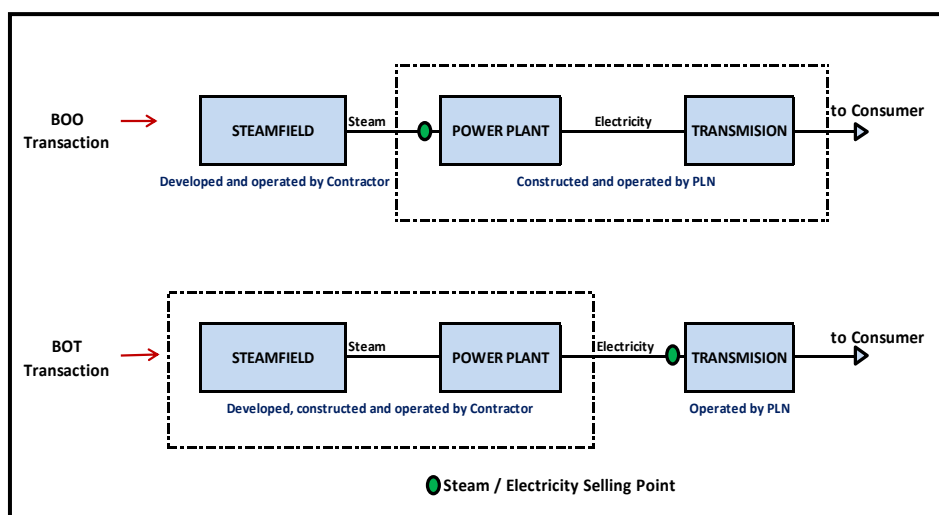 BOO
Transaction
STEAMFIELD
Steam
POWER PLANT
Electricity
TRANSMISION
to Consumer
Developed and operated by Contractor
Constructed and operated by PLN
BOT
Transaction
STEAMFIELD
Steam
POWER PLANT
Electricity
TRANSMISION
to Consumer
Developed, constructed and operated by Contractor
Operated by PLN
Steam / Electricity Selling Point